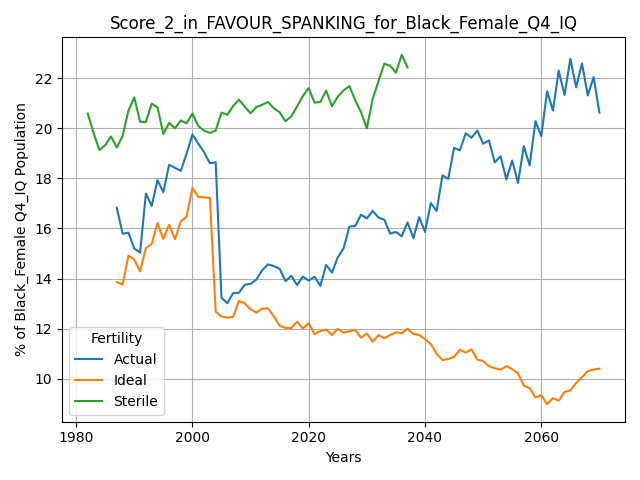 Score_2_in_FAVOUR_SPANKING_for_Black_Female_Q4_IQ
% of Black_Female Q4_IQ Population
22
20
18
16
14
12
10
Fertility
Actual
Ideal
Sterile
1980
2000
2020
2040
2060
Years